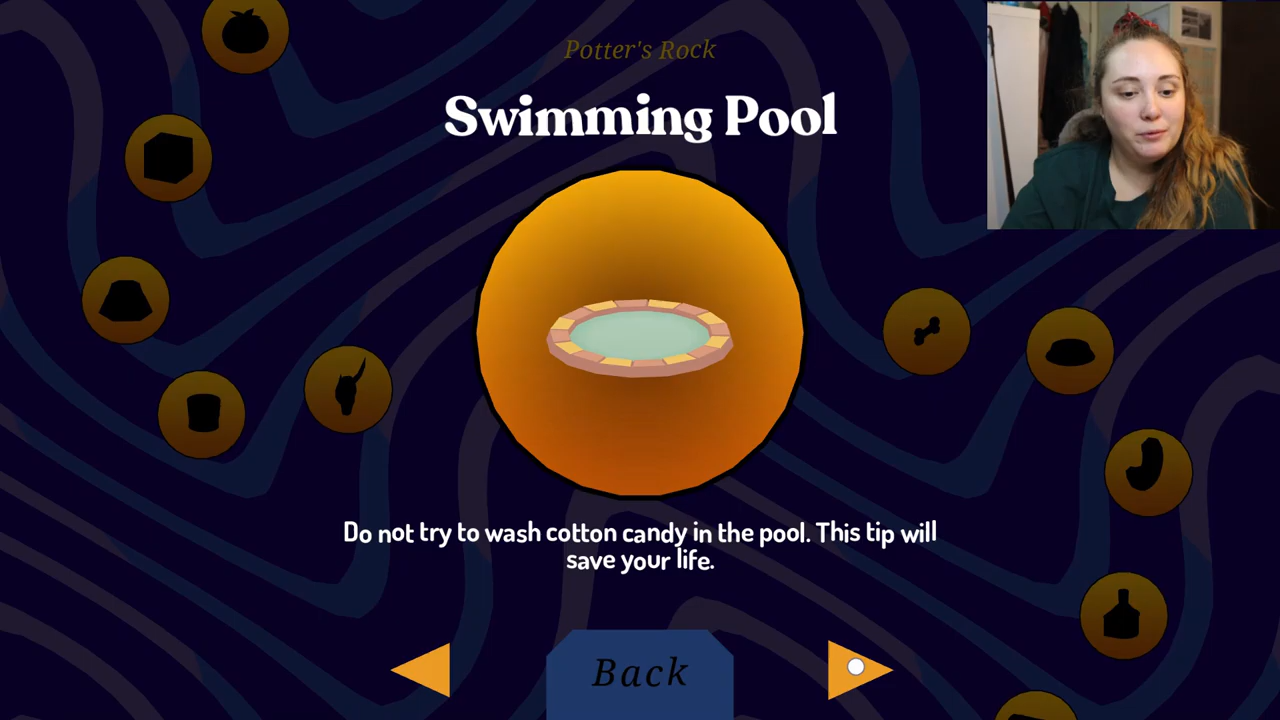 Potter's Rock
Swimming Pool
Do not try to wash cotton candy in the pool. This tip will
save your life.
Back